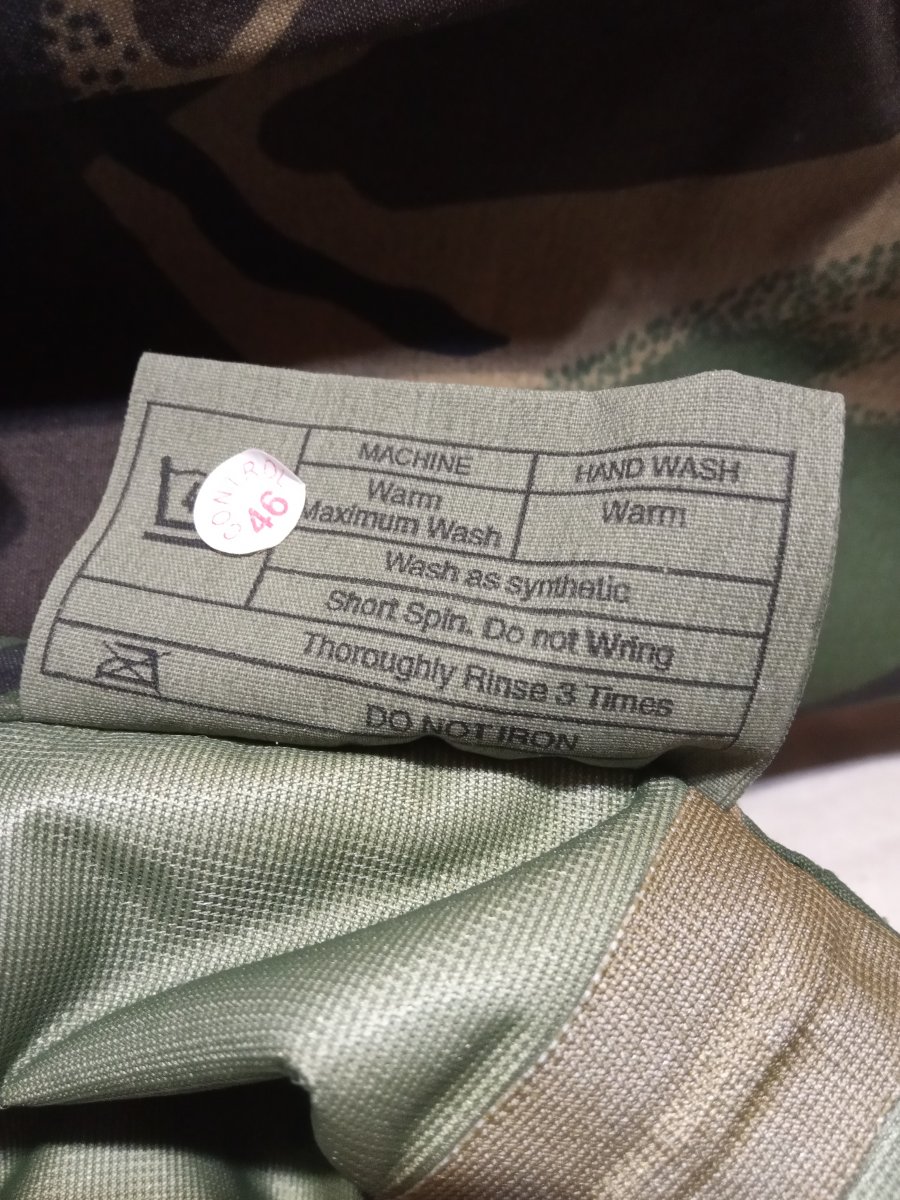 MACHINE
HAND WASH
CONTROL
46
Warm
Maximum Wash
Warm
Wash as synthetic
Short Spin. Do not Wring
Thoroughly Rinse 3 Times
DO NOT IRON